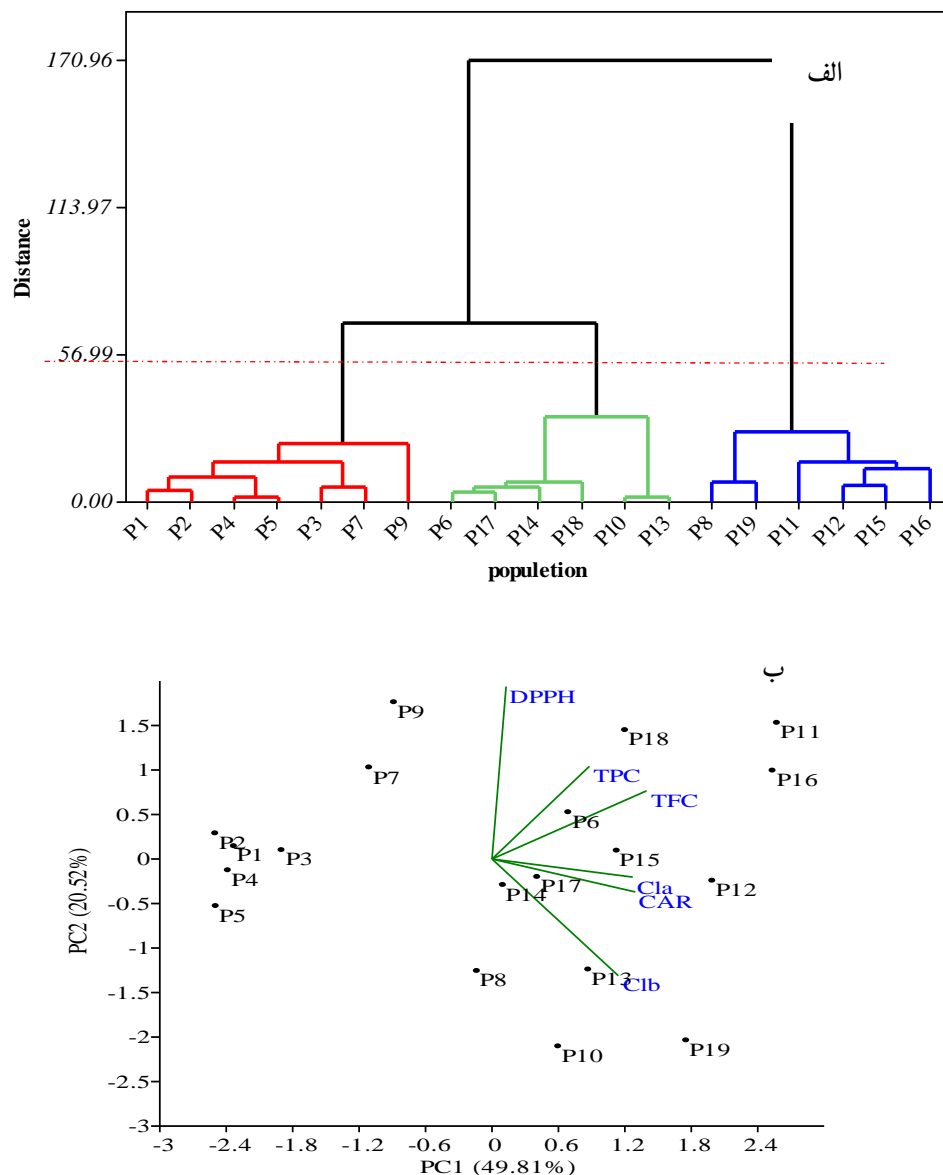 170.96
الف
113.97
Distance
56.99
0.00
P1 P2 P4 P5 P3 P7 P9 P6 P17 P14 P18 P10 P13 P8 P19 P11 P12 P15 P16
populetion
ب
DPPH
P9
P18
P11
1.5
P7
TPC
P16
1
TFC
P6
0.5
P2
P1
P3
P15
0
P4
Cla
P17
P12
P14
CAR
P5
-0.5
PC2 (20.52%)
-1
P8
P13
Clb
-1.5
P10
P19
-2
-2.5
-3
-3 -2.4 -1.8 -1.2 -0.6 0 0.6 1.2 1.8 2.4
PC1 (49.81%)